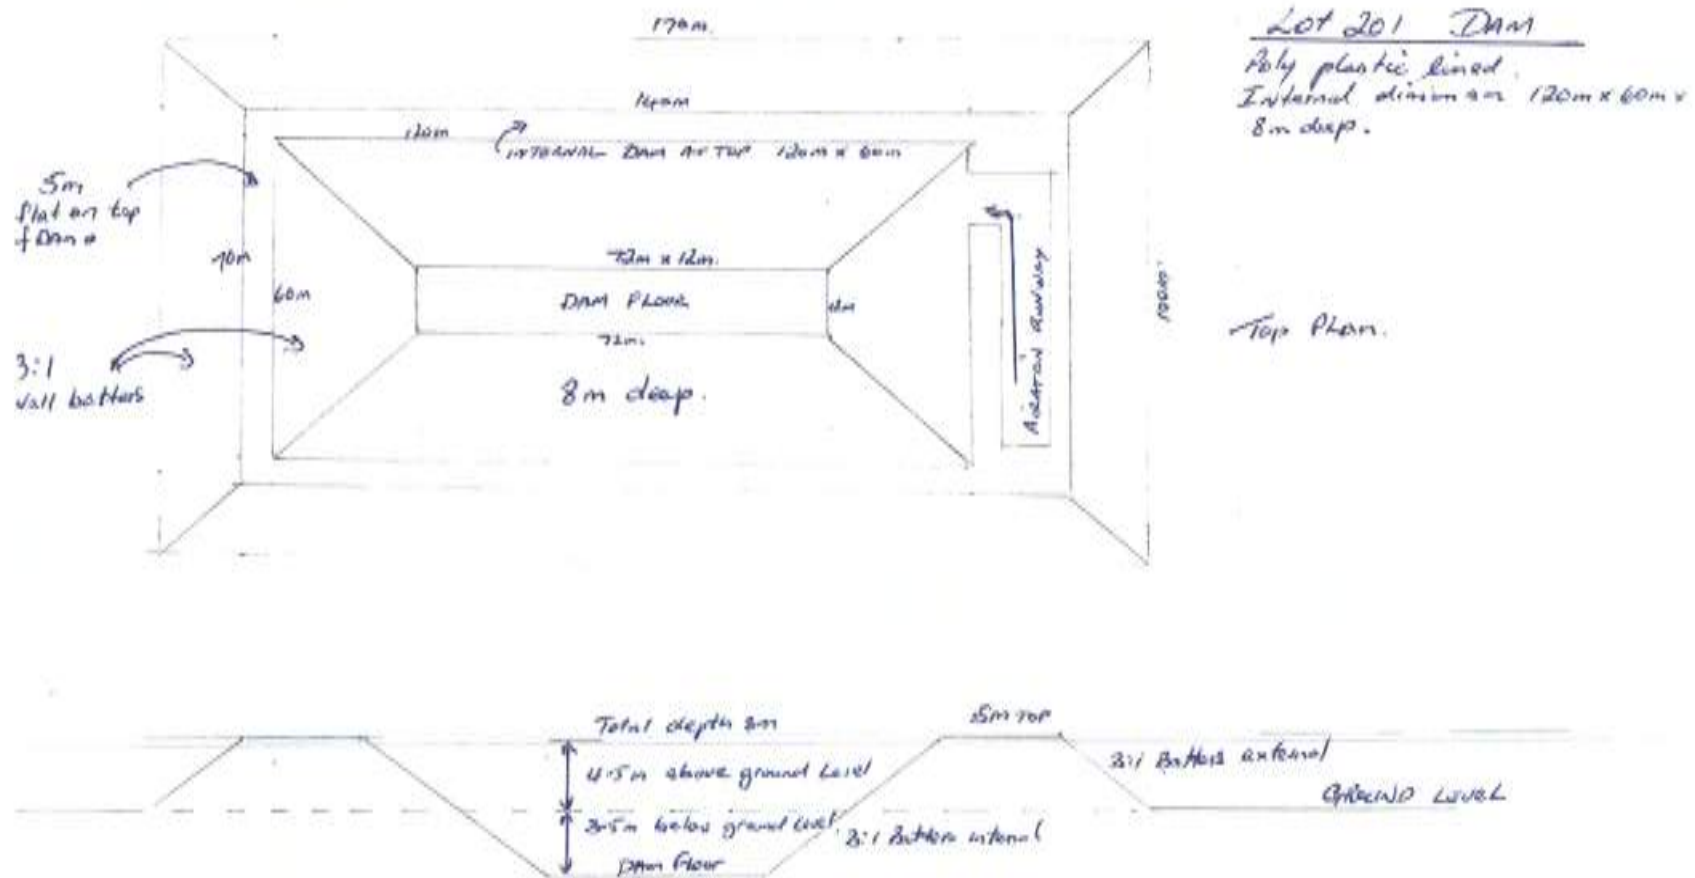 Lot 201 DAM
Poly plastic lined.
Internal dimension 120m x 60m x
8m deep.
170m.
140m
120m
INTERNAL DAM AT TOP 120m x 60m
5m
flat on top
of Dam
70m
60m
72m x 12m.
DAM FLOOR
12m
72m.
8m deep.
3:1
wall batters
AERATION RUNWAY
100m
Top Plan.
Total depth 8m
5m TOP
4.5m above ground Level
3:1 Batters external
GROUND LEVEL
3.5m below ground level
3:1 Batters internal
DAM Floor